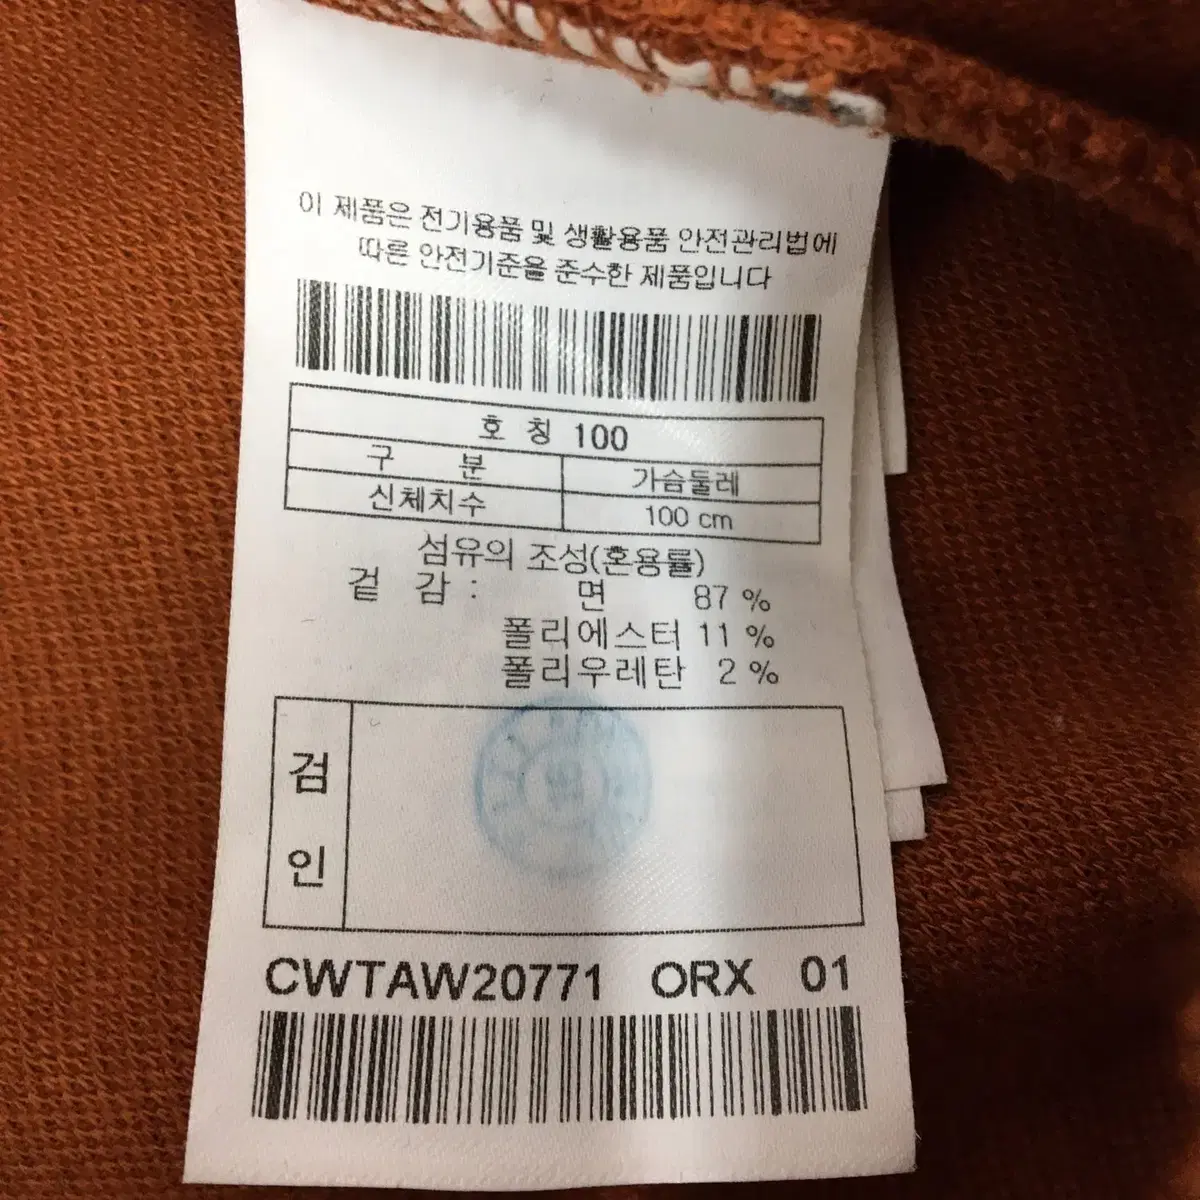 이 제품은 전기용품 및 생활용품 안전관리법에
따른 안전기준을 준수한 제품입니다
호 칭 100
구 분 가슴둘레
신체치수 100 cm
섬유의 조성(혼용률)
겉 감 : 면 87 %
폴리에스터 11 %
폴리우레탄 2 %
검
인
CWTAW20771 ORX 01